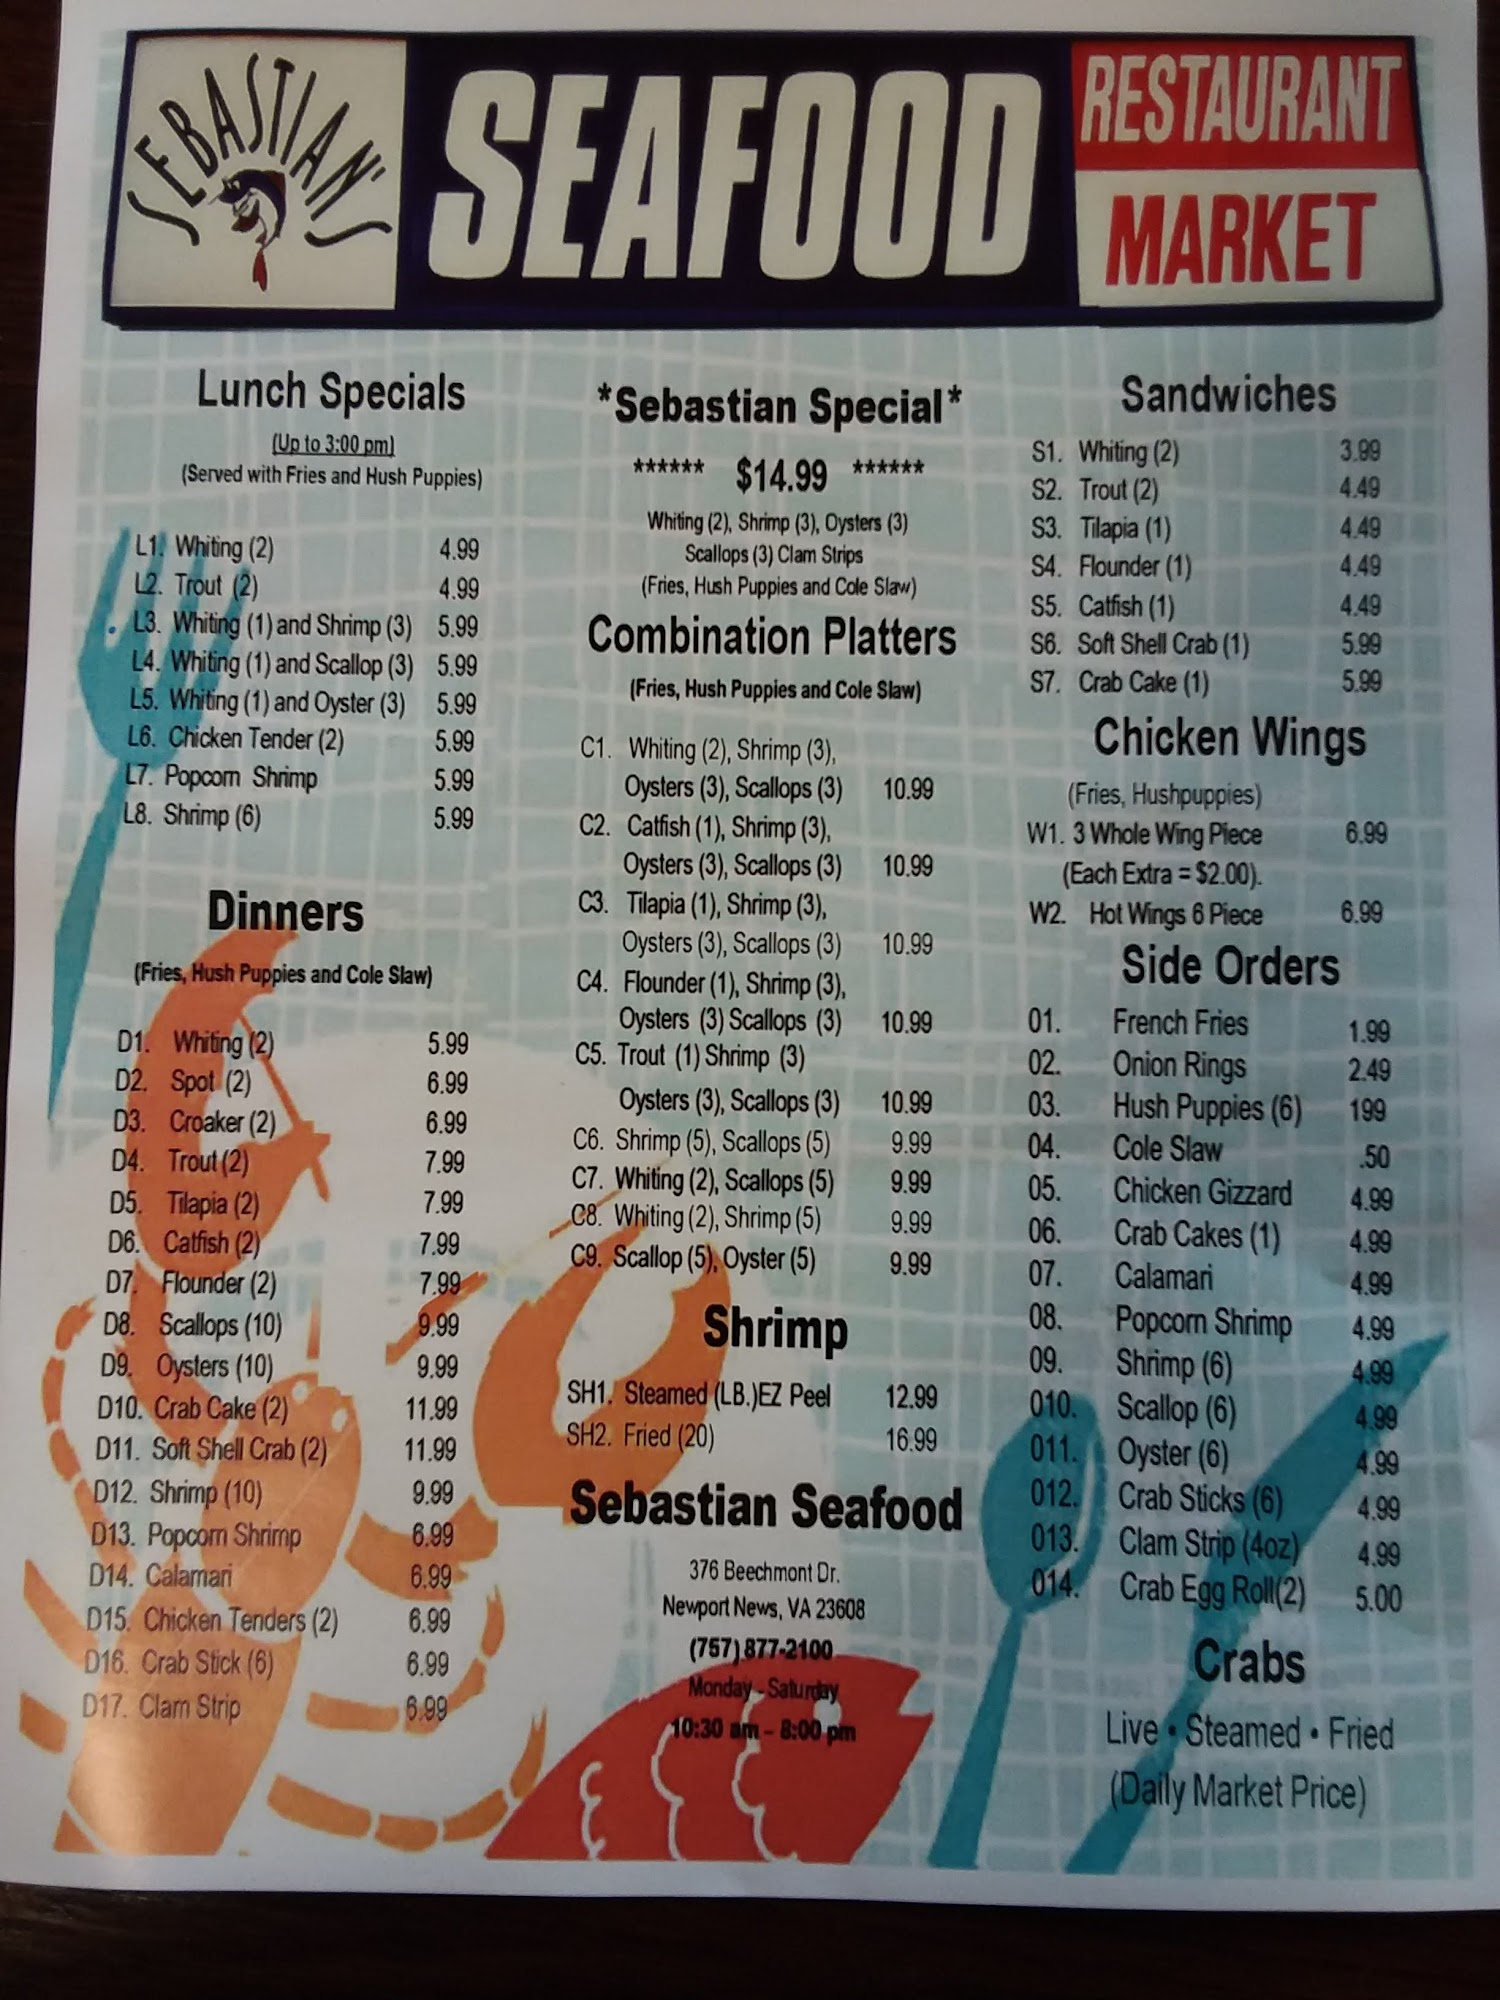 SEBASTIAN'S
SEAFOOD
RESTAURANT
MARKET
Lunch Specials
(Up to 3:00 pm)
(Served with Fries and Hush Puppies)
L1. Whiting (2) 4.99
L2. Trout (2) 4.99
L3. Whiting (1) and Shrimp (3) 5.99
L4. Whiting (1) and Scallop (3) 5.99
L5. Whiting (1) and Oyster (3) 5.99
L6. Chicken Tender (2) 5.99
L7. Popcorn Shrimp 5.99
L8. Shrimp (6) 5.99
Dinners
(Fries, Hush Puppies and Cole Slaw)
D1. Whiting (2) 5.99
D2. Spot (2) 6.99
D3. Croaker (2) 6.99
D4. Trout (2) 7.99
D5. Tilapia (2) 7.99
D6. Catfish (2) 7.99
D7. Flounder (2) 7.99
D8. Scallops (10) 9.99
D9. Oysters (10) 9.99
D10. Crab Cake (2) 11.99
D11. Soft Shell Crab (2) 11.99
D12. Shrimp (10) 9.99
D13. Popcorn Shrimp 6.99
D14. Calamari 6.99
D15. Chicken Tenders (2) 6.99
D16. Crab Stick (6) 6.99
D17. Clam Strip 6.99
*Sebastian Special*
****** $14.99 ******
Whiting (2), Shrimp (3), Oysters (3)
Scallops (3) Clam Strips
(Fries, Hush Puppies and Cole Slaw)
Combination Platters
(Fries, Hush Puppies and Cole Slaw)
C1. Whiting (2), Shrimp (3),
Oysters (3), Scallops (3) 10.99
C2. Catfish (1), Shrimp (3),
Oysters (3), Scallops (3) 10.99
C3. Tilapia (1), Shrimp (3),
Oysters (3), Scallops (3) 10.99
C4. Flounder (1), Shrimp (3),
Oysters (3) Scallops (3) 10.99
C5. Trout (1) Shrimp (3)
Oysters (3), Scallops (3) 10.99
C6. Shrimp (5), Scallops (5) 9.99
C7. Whiting (2), Scallops (5) 9.99
C8. Whiting (2), Shrimp (5) 9.99
C9. Scallop (5), Oyster (5) 9.99
Shrimp
SH1. Steamed (LB.)EZ Peel 12.99
SH2. Fried (20) 16.99
Sebastian Seafood
376 Beechmont Dr.
Newport News, VA 23608
(757) 877-2100
Monday - Saturday
10:30 am - 8:00 pm
Sandwiches
S1. Whiting (2) 3.99
S2. Trout (2) 4.49
S3. Tilapia (1) 4.49
S4. Flounder (1) 4.49
S5. Catfish (1) 4.49
S6. Soft Shell Crab (1) 5.99
S7. Crab Cake (1) 5.99
Chicken Wings
(Fries, Hushpuppies)
W1. 3 Whole Wing Piece 6.99
(Each Extra = $2.00).
W2. Hot Wings 6 Piece 6.99
Side Orders
01. French Fries 1.99
02. Onion Rings 2.49
03. Hush Puppies (6) 199
04. Cole Slaw .50
05. Chicken Gizzard 4.99
06. Crab Cakes (1) 4.99
07. Calamari 4.99
08. Popcorn Shrimp 4.99
09. Shrimp (6) 4.99
010. Scallop (6) 4.99
011. Oyster (6) 4.99
012. Crab Sticks (6) 4.99
013. Clam Strip (4oz) 4.99
014. Crab Egg Roll(2) 5.00
Crabs
Live • Steamed • Fried
(Daily Market Price)